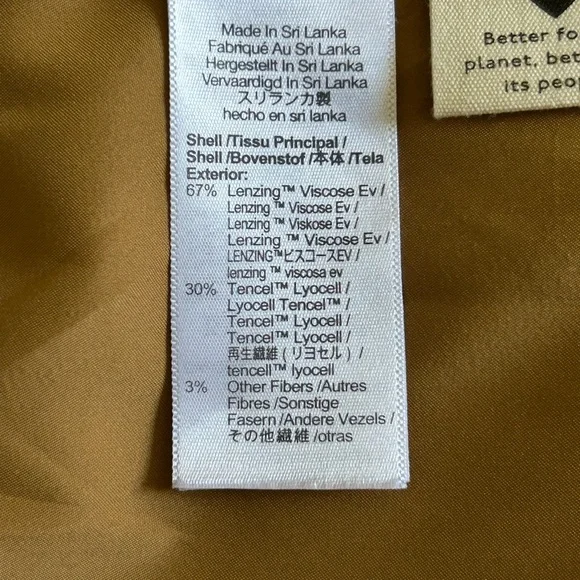 Made In Sri Lanka
Fabriqué Au Sri Lanka
Hergestellt In Sri Lanka
Vervaardigd In Sri Lanka
スリランカ製
hecho en sri lanka
Shell /Tissu Principal /
Shell /Bovenstof /本体 /Tela
Exterior:
67% Lenzing™ Viscose Ev /
Lenzing ™ Viscose Ev /
Lenzing ™ Viskose Ev /
Lenzing ™ Viscose Ev /
LENZING™ビスコースEV /
lenzing ™ viscosa ev
30% Tencel™ Lyocell /
Lyocell Tencel™ /
Tencel™ Lyocell /
Tencel™ Lyocell /
再生繊維 ( リヨセル ) /
tencell™ lyocell
3% Other Fibers /Autres
Fibres /Sonstige
Fasern /Andere Vezels /
その他繊維 /otras
Better fo
planet, bet
its peop